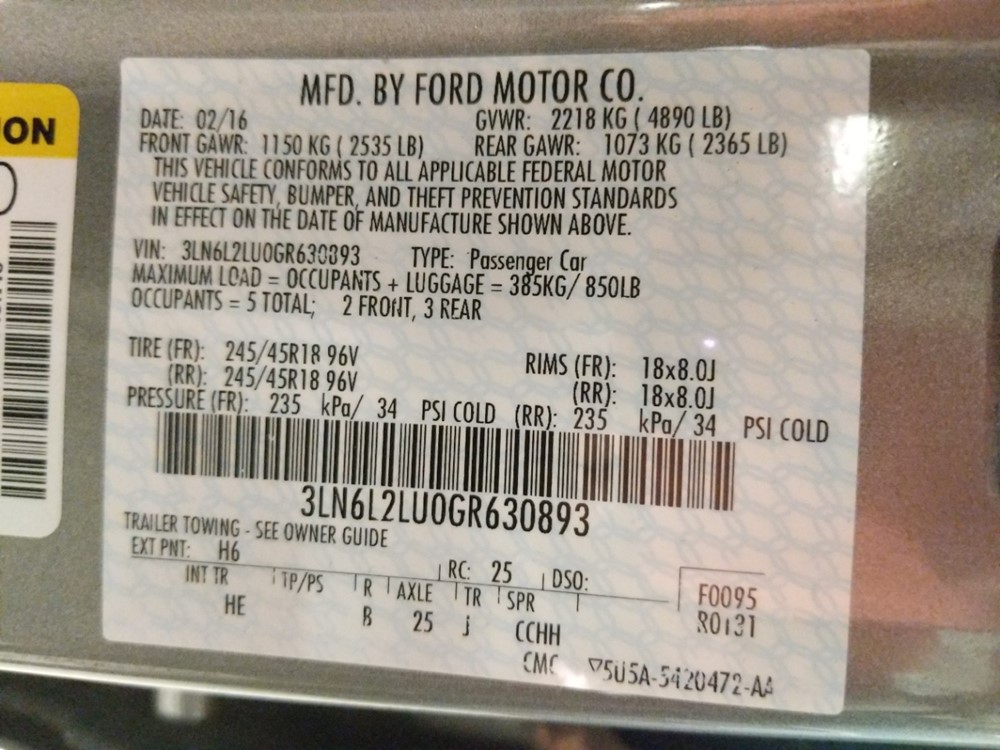 ION
MFD. BY FORD MOTOR CO.
DATE: 02/16 GVWR: 2218 KG ( 4890 LB)
FRONT GAWR: 1150 KG ( 2535 LB) REAR GAWR: 1073 KG ( 2365 LB)
THIS VEHICLE CONFORMS TO ALL APPLICABLE FEDERAL MOTOR
VEHICLE SAFETY, BUMPER, AND THEFT PREVENTION STANDARDS
IN EFFECT ON THE DATE OF MANUFACTURE SHOWN ABOVE.
VIN: 3LN6L2LU0GR630893 TYPE: Passenger Car
MAXIMUM LOAD = OCCUPANTS + LUGGAGE = 385KG/ 850LB
OCCUPANTS = 5 TOTAL; 2 FRONT, 3 REAR
TIRE (FR): 245/45R18 96V RIMS (FR): 18x8.0J
(RR): 245/45R18 96V (RR): 18x8.0J
PRESSURE (FR): 235 kPa/ 34 PSI COLD (RR): 235 kPa/ 34 PSI COLD
3LN6L2LU0GR630893
TRAILER TOWING - SEE OWNER GUIDE
EXT PNT: H6 RC: 25 DSO:
INT TR TP/PS R AXLE TR SPR F0095
HE B 25 j CCHH R0131
CMC ▽5U5A-5420472-AA